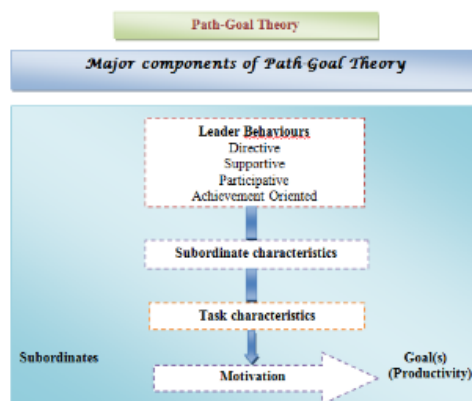 Path-Goal Theory
Major components of Path-Goal Theory
Leader Behaviours
Directive
Supportive
Participative
Achievement Oriented
Subordinate characteristics
Task characteristics
Subordinates
Motivation
Goal(s)
(Productivity)